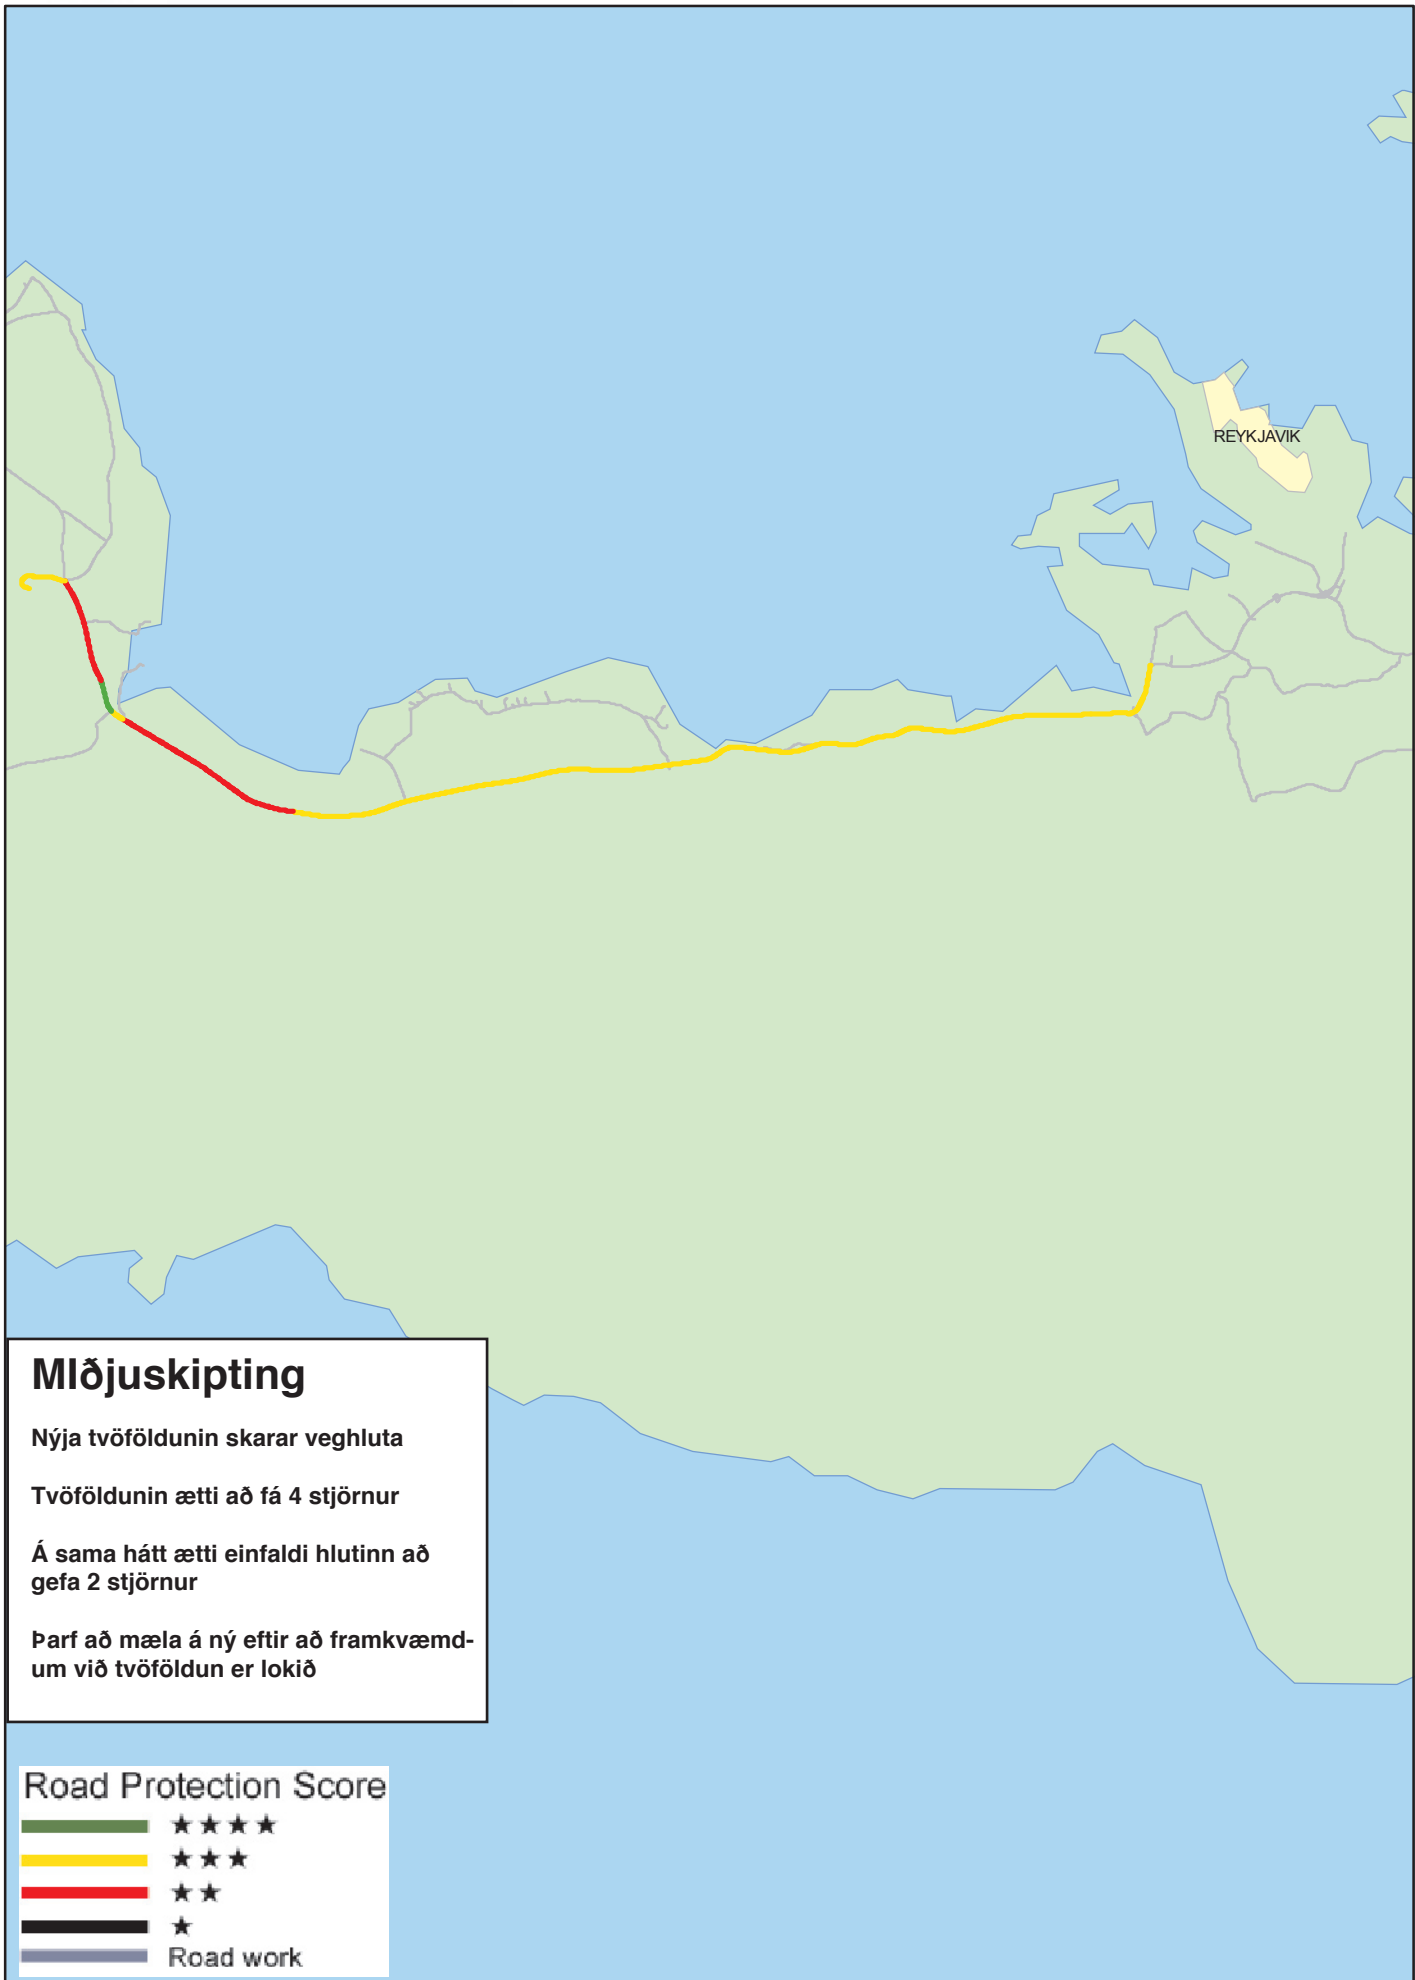 REYKJAVIK
MIðjuskipting
Nýja tvöföldunin skarar veghluta
Tvöföldunin ætti að fá 4 stjörnur
Á sama hátt ætti einfaldi hlutinn að
gefa 2 stjörnur
Þarf að mæla á ný eftir að framkvæmd-
um við tvöföldun er lokið
Road Protection Score
★★★★
★★★
★★
★
Road work